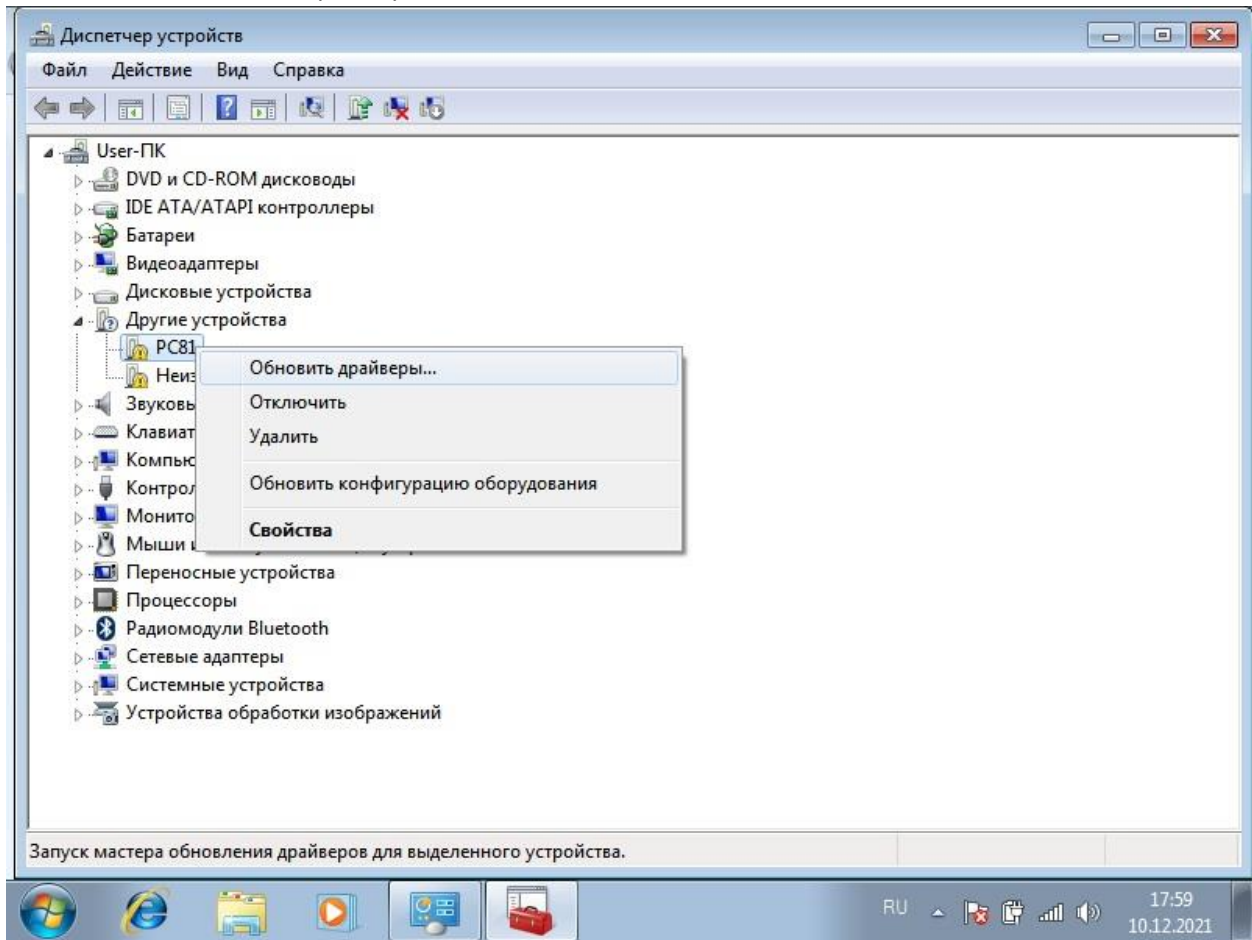 Диспетчер устройств
Файл Действие Вид Справка
User-ПК
DVD и CD-ROM дисководы
IDE ATA/ATAPI контроллеры
Батареи
Видеоадаптеры
Дисковые устройства
Другие устройства
PC81
Неиз
Звуковы
Клавиат
Компьк
Контрол
Монито
Мыши и
Переносные устройства
Процессоры
Радиомодули Bluetooth
Сетевые адаптеры
Системные устройства
Устройства обработки изображений
Обновить драйверы...
Отключить
Удалить
Обновить конфигурацию оборудования
Свойства
Запуск мастера обновления драйверов для выделенного устройства.
RU
17:59
10.12.2021